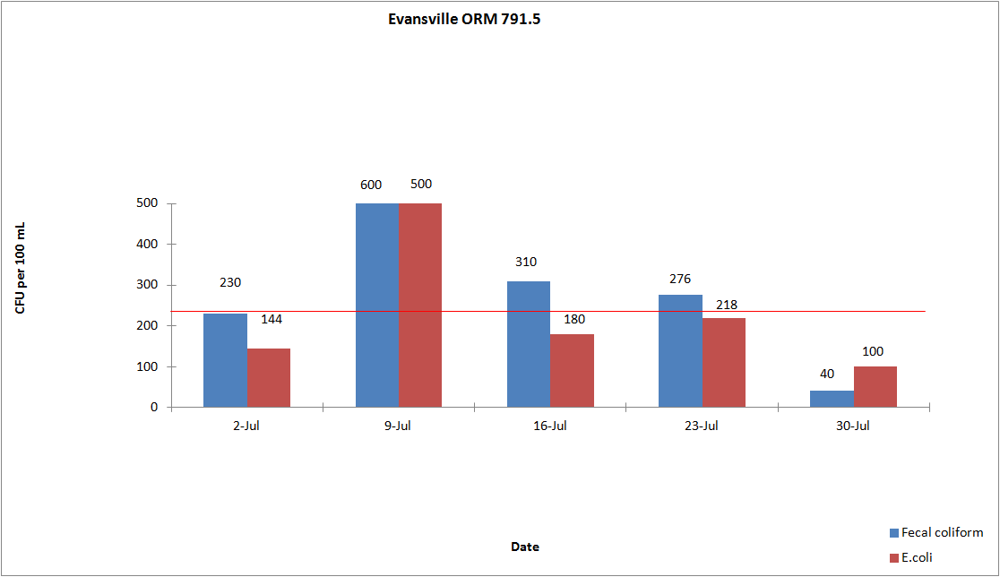 Evansville ORM 791.5
CFU per 100 mL
600 500
500
400
310
300
276
230
218
200
180
144
100
100
40
0
2-Jul 9-Jul 16-Jul 23-Jul 30-Jul
Date
Fecal coliform
E.coli